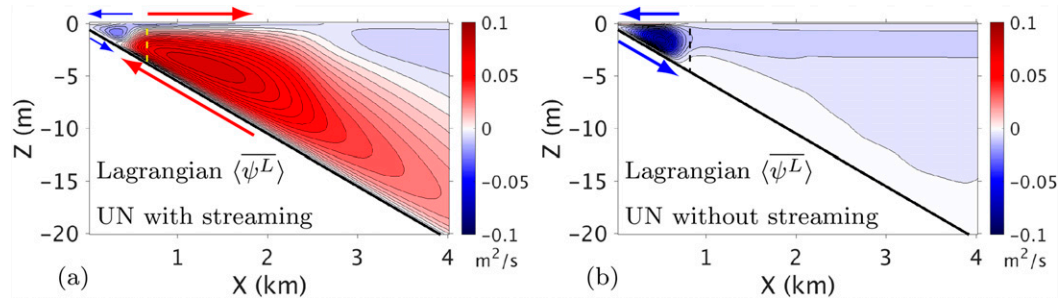 0
−5
−10
−15
−20
Z (m)
Lagrangian ⟨\overline{ψ^L}⟩
UN with streaming
(a)
1
2
3
4
X (km)
0.1
0.05
0
−0.05
−0.1
m²/s
0
−5
−10
−15
−20
Z (m)
Lagrangian ⟨\overline{ψ^L}⟩
UN without streaming
(b)
1
2
3
4
X (km)
0.1
0.05
0
−0.05
−0.1
m²/s